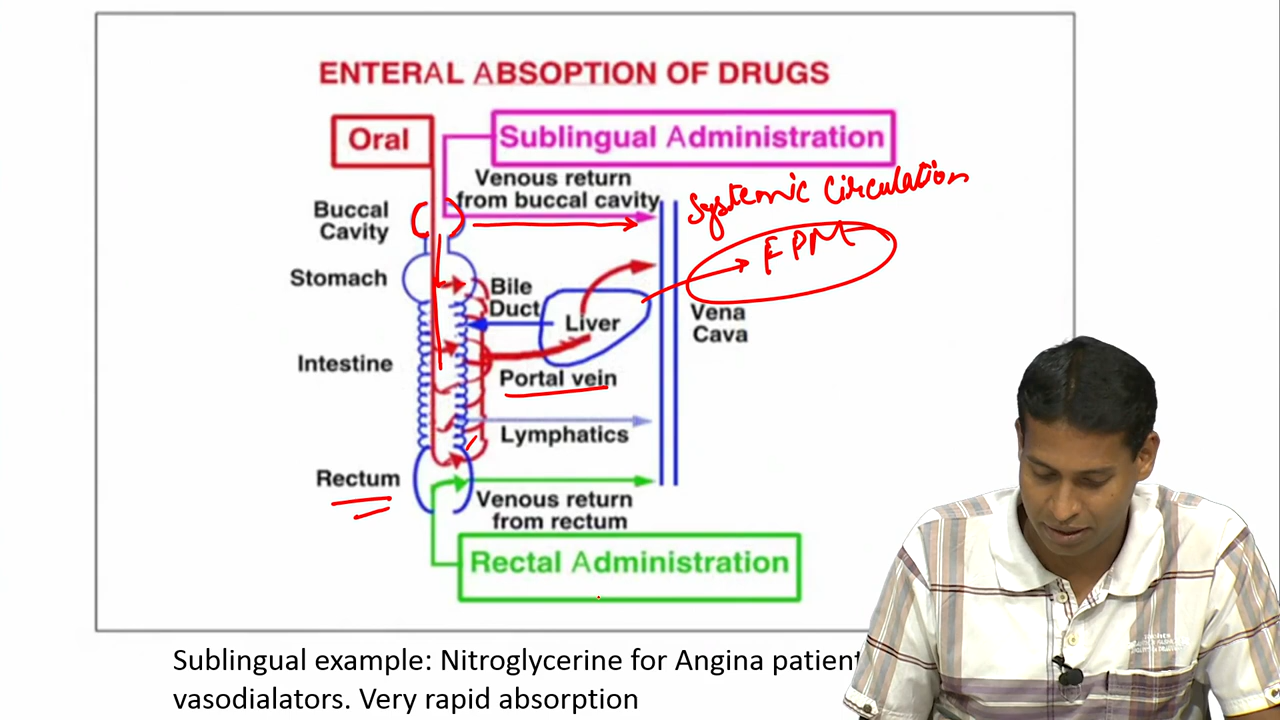 ENTERAL ABSOPTION OF DRUGS
Oral
Sublingual Administration
Venous return
from buccal cavity
Systemic Circulation
Buccal
Cavity
FPM
Stomach
Bile
Duct
Liver
Vena
Cava
Intestine
Portal vein
Lymphatics
Rectum
Venous return
from rectum
Rectal Administration
Sublingual example: Nitroglycerine for Angina patient
vasodialators. Very rapid absorption